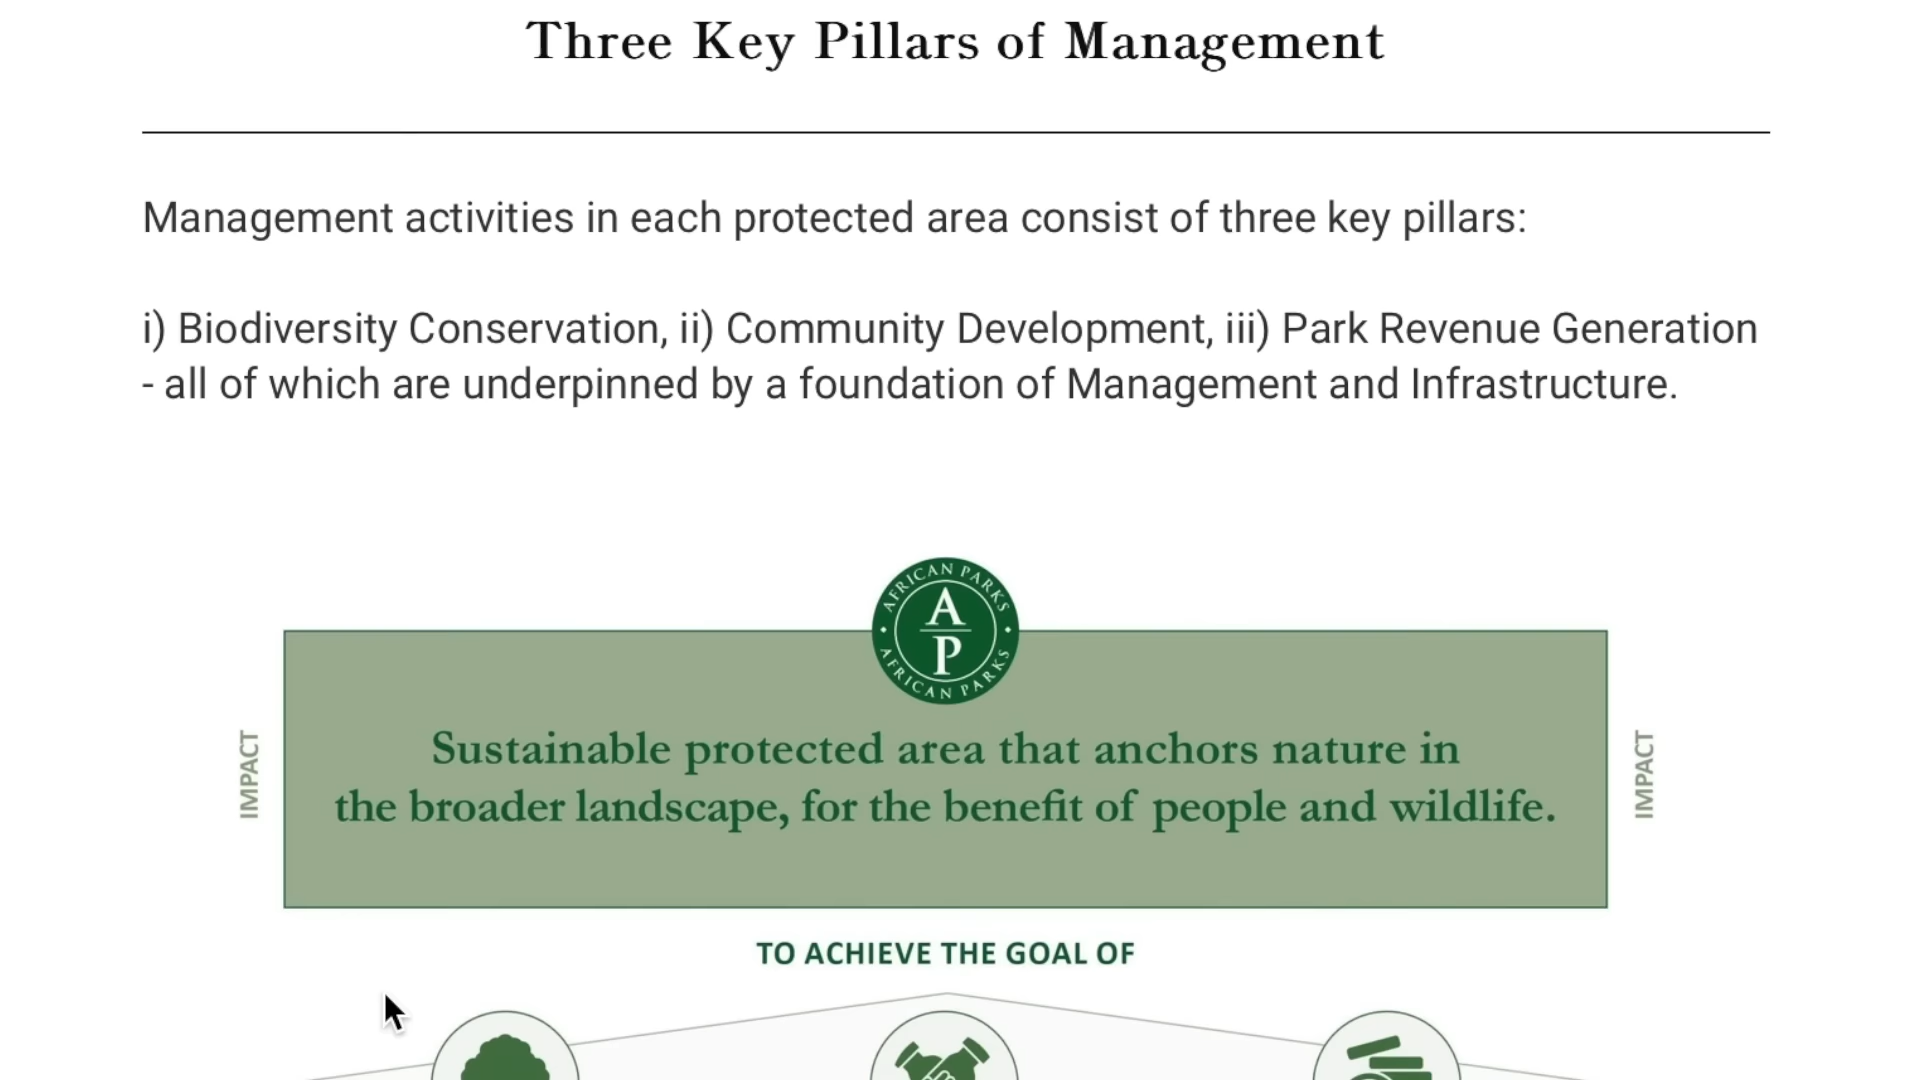 Three Key Pillars of Management
Management activities in each protected area consist of three key pillars:
i) Biodiversity Conservation, ii) Community Development, iii) Park Revenue Generation
- all of which are underpinned by a foundation of Management and Infrastructure.
AFRICAN PARKS
A
P
AFRICAN PARKS
IMPACT
Sustainable protected area that anchors nature in
the broader landscape, for the benefit of people and wildlife.
IMPACT
TO ACHIEVE THE GOAL OF